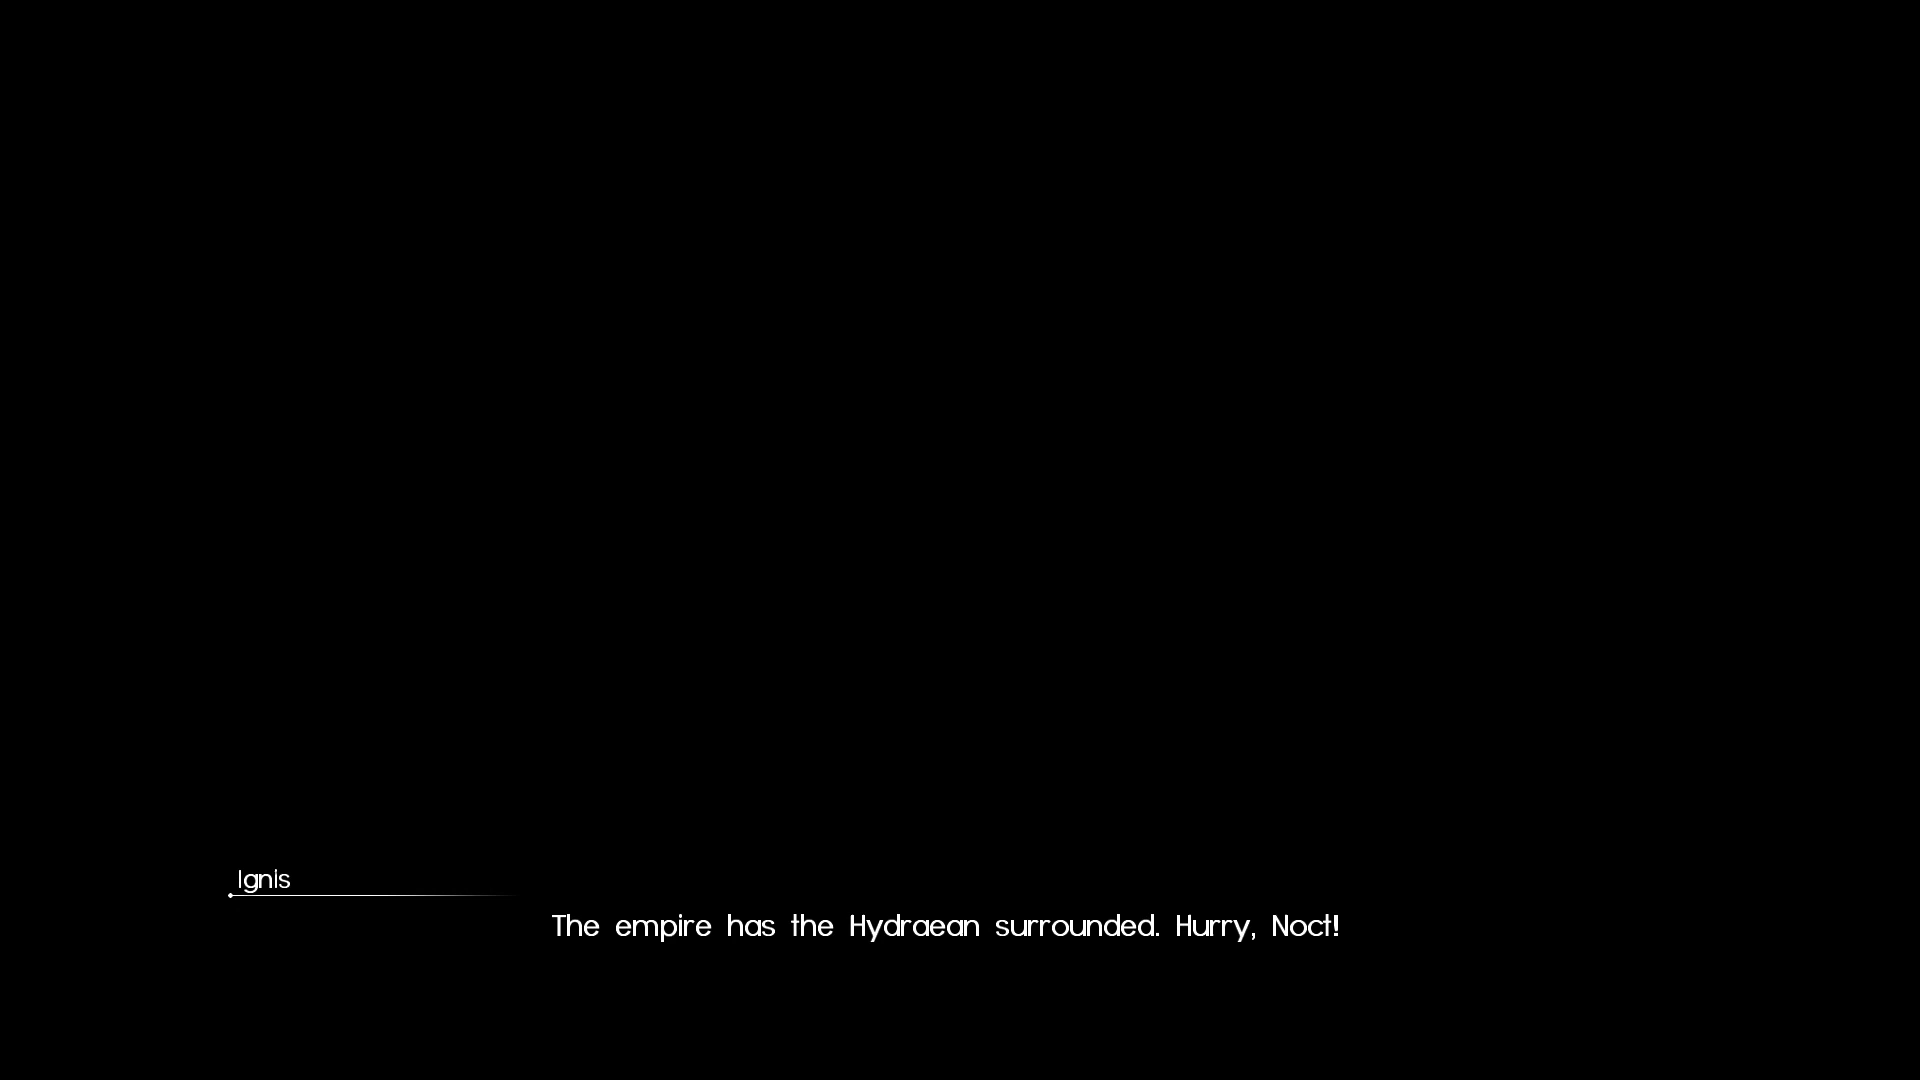 Ignis
The empire has the Hydraean surrounded. Hurry, Noct!